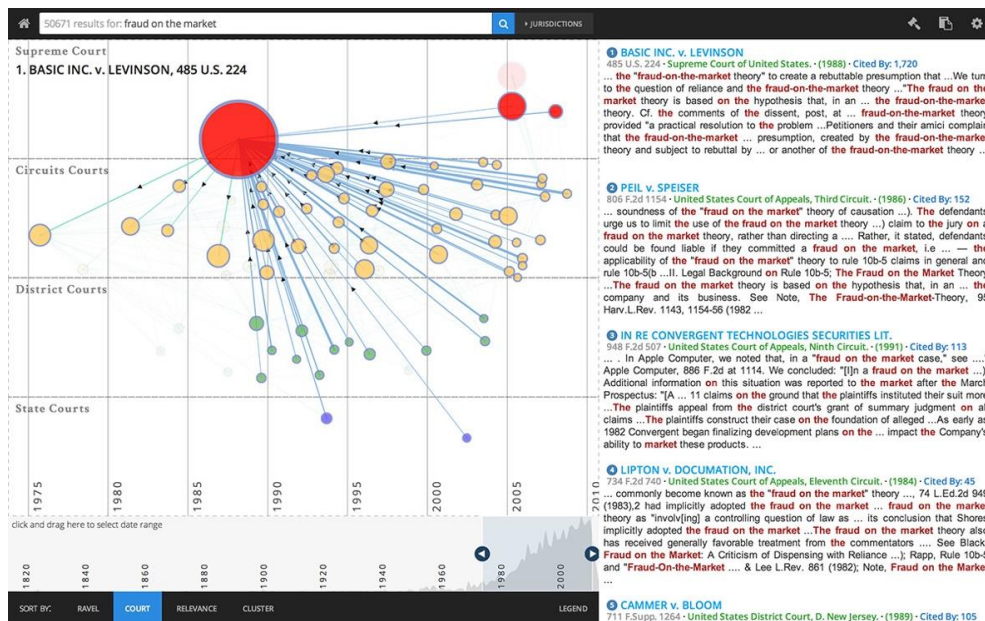 50671 results for: fraud on the market
JURISDICTIONS
Supreme Court
1. BASIC INC. v. LEVINSON, 485 U.S. 224
Circuits Courts
District Courts
State Courts
1975
1980
1985
1990
1995
2000
2005
2010
click and drag here to select date range
1820
1840
1860
1880
1900
1920
1940
1960
1980
2000
SORT BY:
RAVEL
COURT
RELEVANCE
CLUSTER
LEGEND
1 BASIC INC. v. LEVINSON
485 U.S. 224 · Supreme Court of United States. · (1988) · Cited By: 1,720
... the "fraud-on-the-market theory" to create a rebuttable presumption that ...We turn
to the question of reliance and the fraud-on-the-market theory ..."The fraud on the
market theory is based on the hypothesis that, in an ... the fraud-on-the-market
theory. Cf. the comments of the dissent, post, at ... fraud-on-the-market theory
provided "a practical resolution to the problem ...Petitioners and their amici complain
that the fraud-on-the-market ... presumption, created by the fraud-on-the-market
theory and subject to rebuttal by ... or another of the fraud-on-the-market theory ...
2 PEIL v. SPEISER
806 F.2d 1154 · United States Court of Appeals, Third Circuit. · (1986) · Cited By: 152
... soundness of the "fraud on the market" theory of causation ...). The defendants
urge us to limit the use of the fraud on the market theory ...) claim to the jury on a
fraud on the market theory, rather than directing a .... Rather, it stated, defendants
could be found liable if they committed a fraud on the market, i.e ... — the
applicability of the "fraud on the market" theory to rule 10b-5 claims in general and
rule 10b-5(b ...II. Legal Background on Rule 10b-5; The Fraud on the Market Theory
...The fraud on the market theory is based on the hypothesis that, in an ... the
company and its business. See Note, The Fraud-on-the-Market-Theory, 95
Harv.L.Rev. 1143, 1154-56 (1982 ...
3 IN RE CONVERGENT TECHNOLOGIES SECURITIES LIT.
948 F.2d 507 · United States Court of Appeals, Ninth Circuit. · (1991) · Cited By: 113
... . In Apple Computer, we noted that, in a "fraud on the market case," see ...."
Apple Computer, 886 F.2d at 1114. We concluded: "[I]n a fraud on the market ...)
Additional information on this situation was reported to the market after the March
Prospectus: "[A ... 11 claims on the ground that the plaintiffs instituted their suit more
...The plaintiffs appeal from the district court's grant of summary judgment on all
claims ...The plaintiffs construct their case on the foundation of alleged ...As early as
1982 Convergent began finalizing development plans on the ... impact the Company's
ability to market these products. ...
4 LIPTON v. DOCUMATION, INC.
734 F.2d 740 · United States Court of Appeals, Eleventh Circuit. · (1984) · Cited By: 45
... commonly become known as the "fraud on the market" theory ..., 74 L.Ed.2d 949
(1983),2 had implicitly adopted the fraud on the market ... fraud on the market
theory as "involv[ing] a controlling question of law as ... its conclusion that Shores
implicitly adopted the fraud on the market ...The fraud on the market theory also
has received generally favorable treatment from the commentators .... See Black,
Fraud on the Market: A Criticism of Dispensing with Reliance ...); Rapp, Rule 10b-5
and "Fraud-On-the-Market .... & Lee L.Rev. 861 (1982); Note, Fraud on the Market
...
5 CAMMER v. BLOOM
711 F.Supp. 1264 · United States District Court, D. New Jersey. · (1989) · Cited By: 105